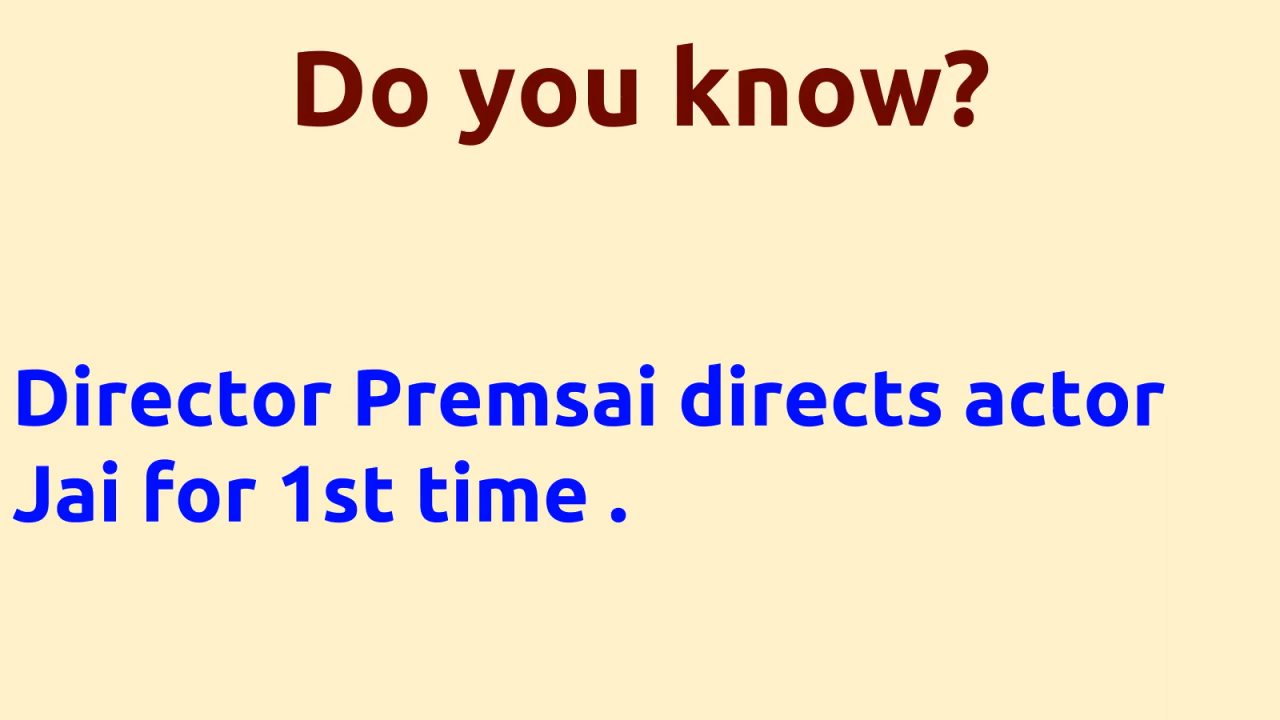 Do you know?
Director Premsai directs actor
Jai for 1st time .